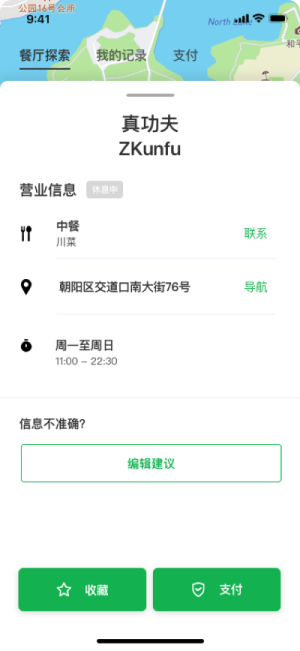 公园16号会所
9:41
North
和平
餐厅探索
我的记录
支付
真功夫
ZKunfu
营业信息
休息中
中餐
川菜
联系
朝阳区交道口南大街76号
导航
周一至周日
11:00 – 22:30
信息不准确?
编辑建议
收藏
支付